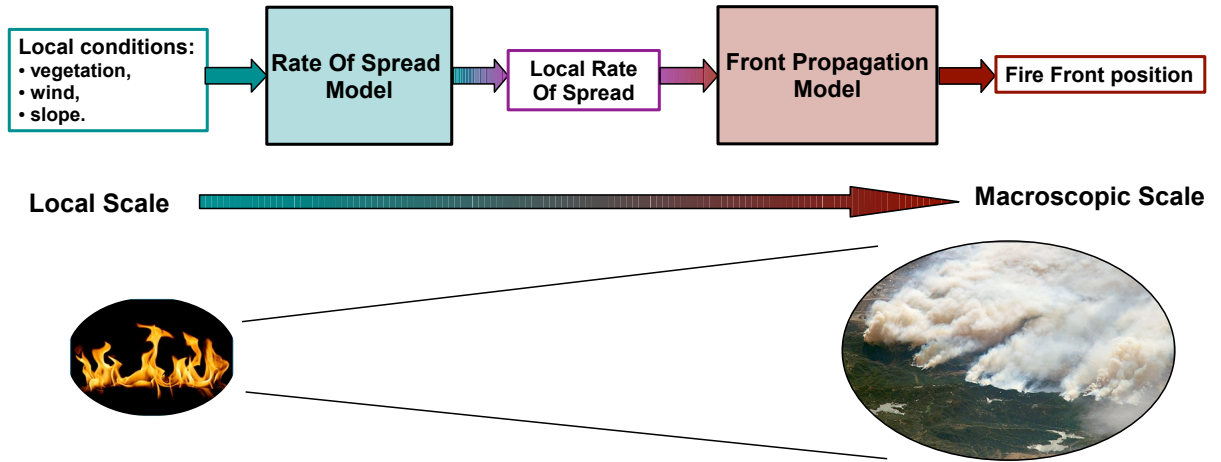 Local conditions:
• vegetation,
• wind,
• slope.
Rate Of Spread
Model
Local Rate
Of Spread
Front Propagation
Model
Fire Front position
Local Scale
Macroscopic Scale